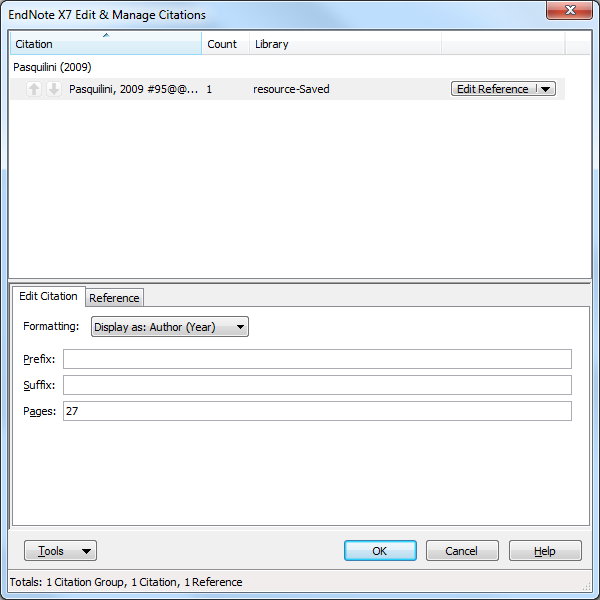 EndNote X7 Edit & Manage Citations
Citation Count Library
Pasquilini (2009)
Pasquilini, 2009 #95@@... 1 resource-Saved Edit Reference
Edit Citation Reference
Formatting: Display as: Author (Year)
Prefix:
Suffix:
Pages: 27
Tools OK Cancel Help
Totals: 1 Citation Group, 1 Citation, 1 Reference